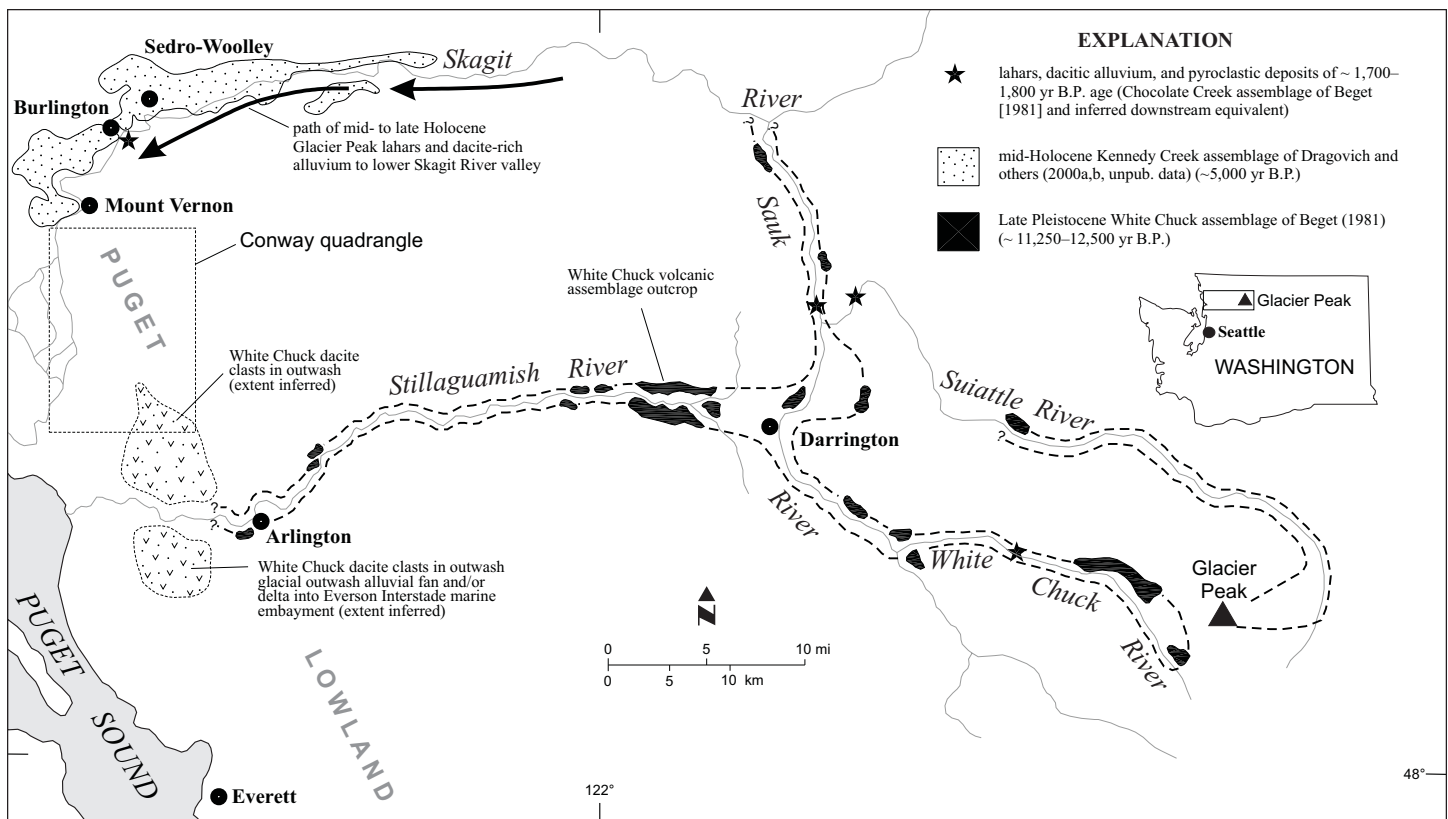 Sedro-Woolley
Skagit
Burlington
River
path of mid- to late Holocene
Glacier Peak lahars and dacite-rich
alluvium to lower Skagit River valley
Mount Vernon
Conway quadrangle
EXPLANATION
lahars, dacitic alluvium, and pyroclastic deposits of ~ 1,700–
1,800 yr B.P. age (Chocolate Creek assemblage of Beget
[1981] and inferred downstream equivalent)
mid-Holocene Kennedy Creek assemblage of Dragovich and
others (2000a,b, unpub. data) (~5,000 yr B.P.)
Late Pleistocene White Chuck assemblage of Beget (1981)
(~ 11,250–12,500 yr B.P.)
? ?
Sauk
PUGET
White Chuck volcanic
assemblage outcrop
Glacier Peak
Seattle
WASHINGTON
White Chuck dacite
clasts in outwash
(extent inferred)
Stillaguamish River
Suiattle River
?
Darrington
River
?
?
Arlington
White Chuck dacite clasts in outwash
glacial outwash alluvial fan and/or
delta into Everson Interstade marine
embayment (extent inferred)
White
Chuck
River
Glacier
Peak
N
0 5 10 mi
0 5 10 km
LOWLAND
PUGET
SOUND
Everett
122°
48°